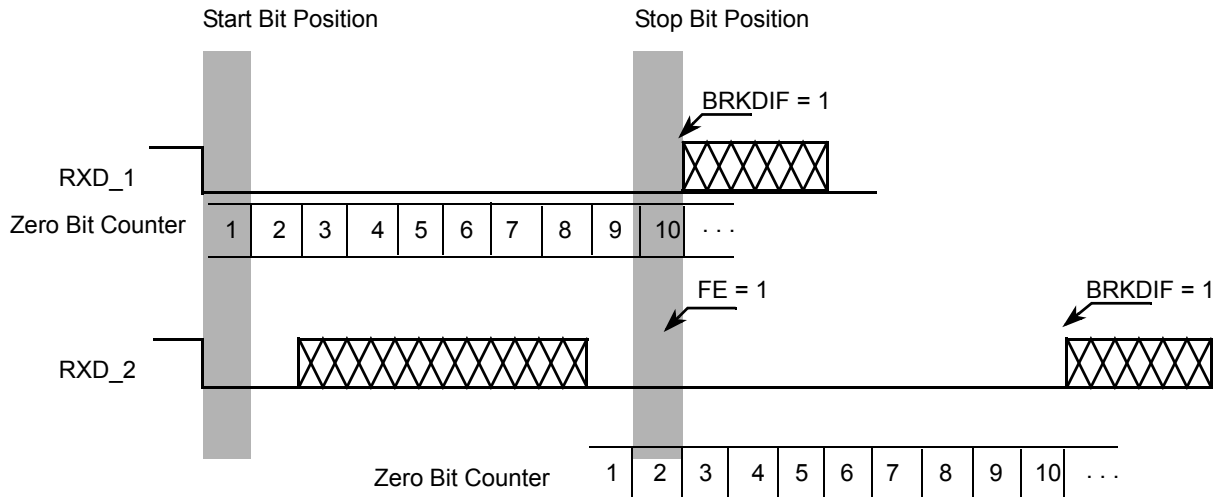 Start Bit Position Stop Bit Position
BRKDIF = 1
RXD_1
Zero Bit Counter 1 2 3 4 5 6 7 8 9 10 . . .
FE = 1 BRKDIF = 1
RXD_2
Zero Bit Counter 1 2 3 4 5 6 7 8 9 10 . . .